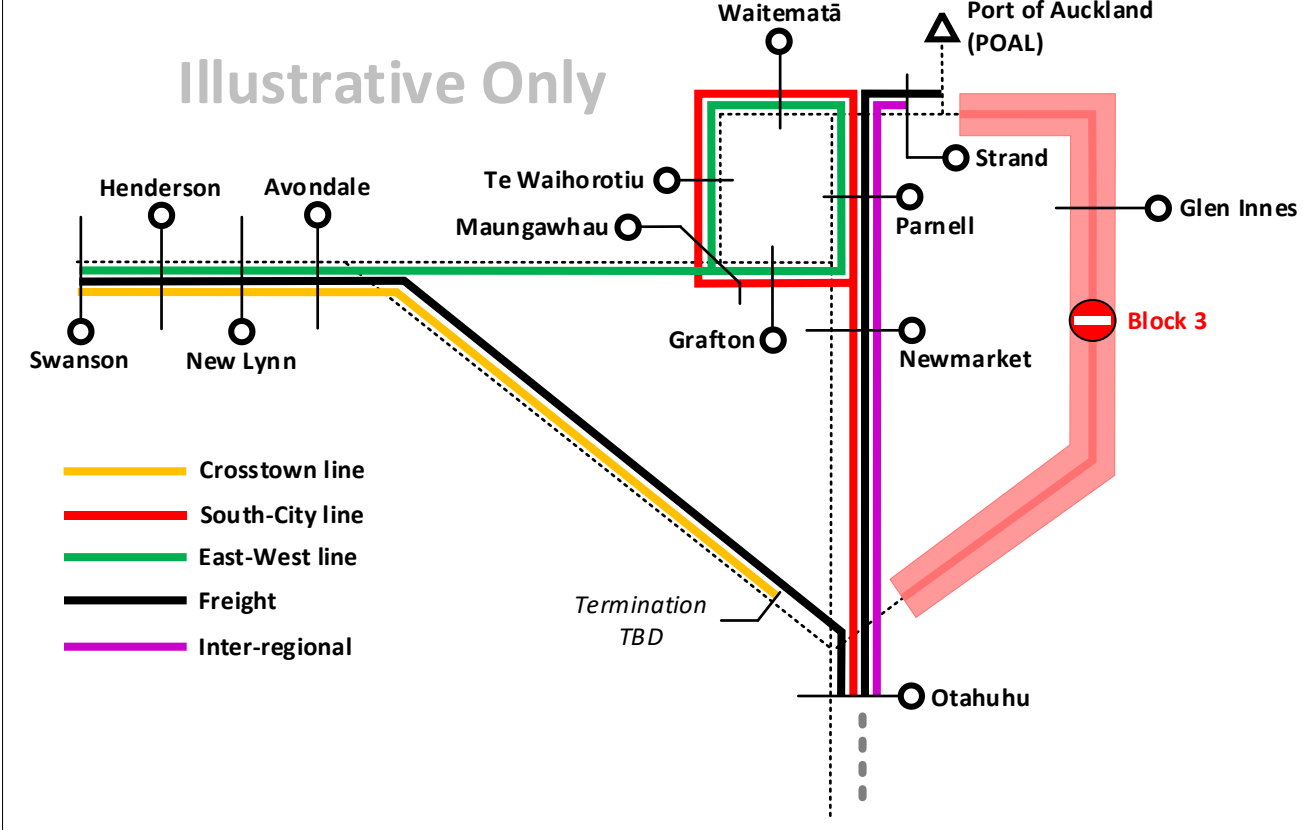 Waitematā
Port of Auckland
(POAL)
Illustrative Only
Strand
Te Waihorotiu
Henderson
Avondale
Glen Innes
Maungawhau
Parnell
Block 3
Grafton
Swanson
New Lynn
Newmarket
Crosstown line
South-City line
East-West line
Freight
Inter-regional
Termination
TBD
Otahuhu